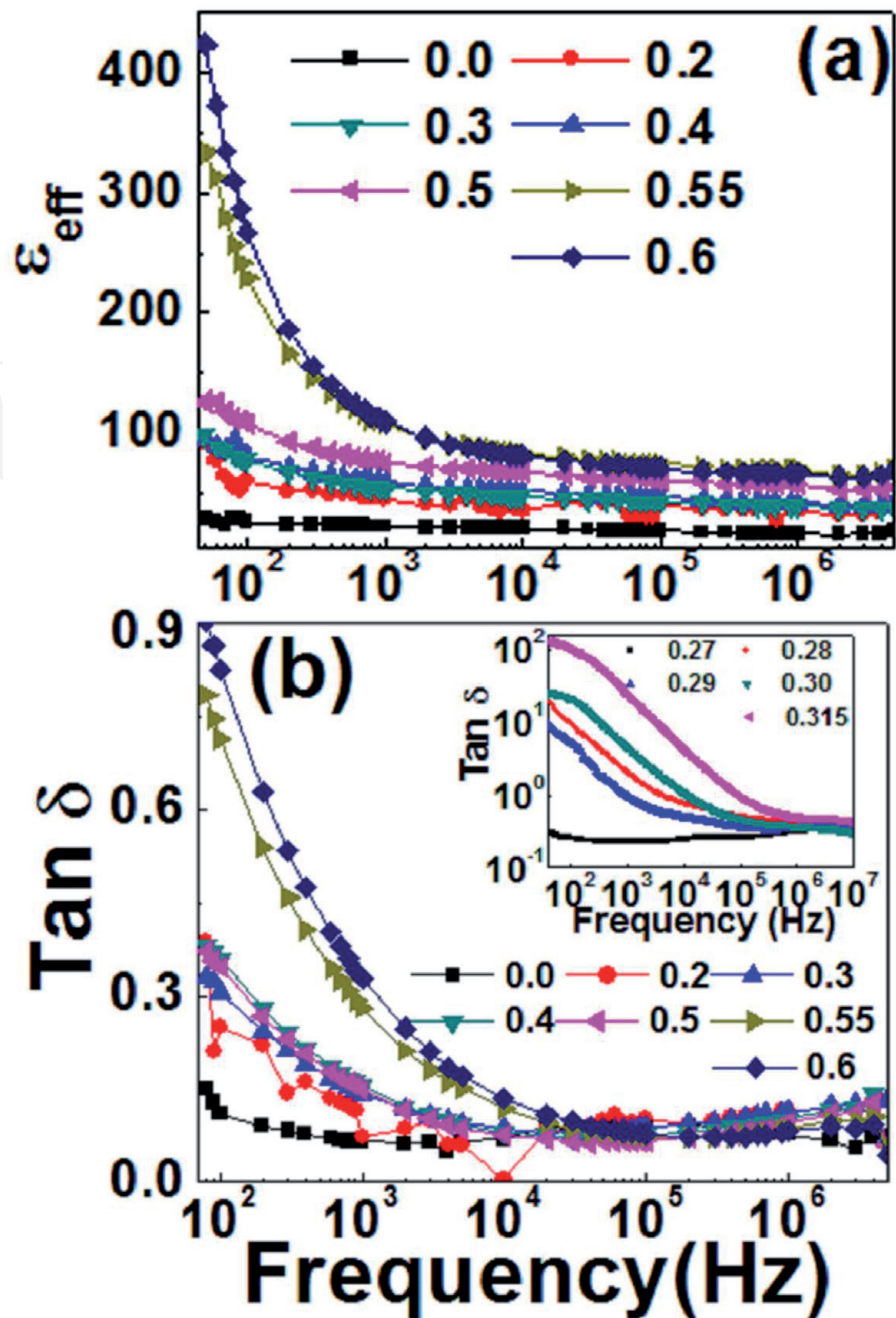 (a)
0.0 0.2
0.3 0.4
0.5 0.55
0.6
ε_eff
400
300
200
100
10² 10³ 10⁴ 10⁵ 10⁶
(b)
Tan δ
0.9
0.6
0.3
0.0
Tan δ
10²
10¹
10⁰
10⁻¹
0.27 0.28
0.29 0.30
0.315
10² 10³ 10⁴ 10⁵ 10⁶ 10⁷
Frequency (Hz)
0.0 0.2 0.3
0.4 0.5 0.55
0.6
10² 10³ 10⁴ 10⁵ 10⁶
Frequency(Hz)